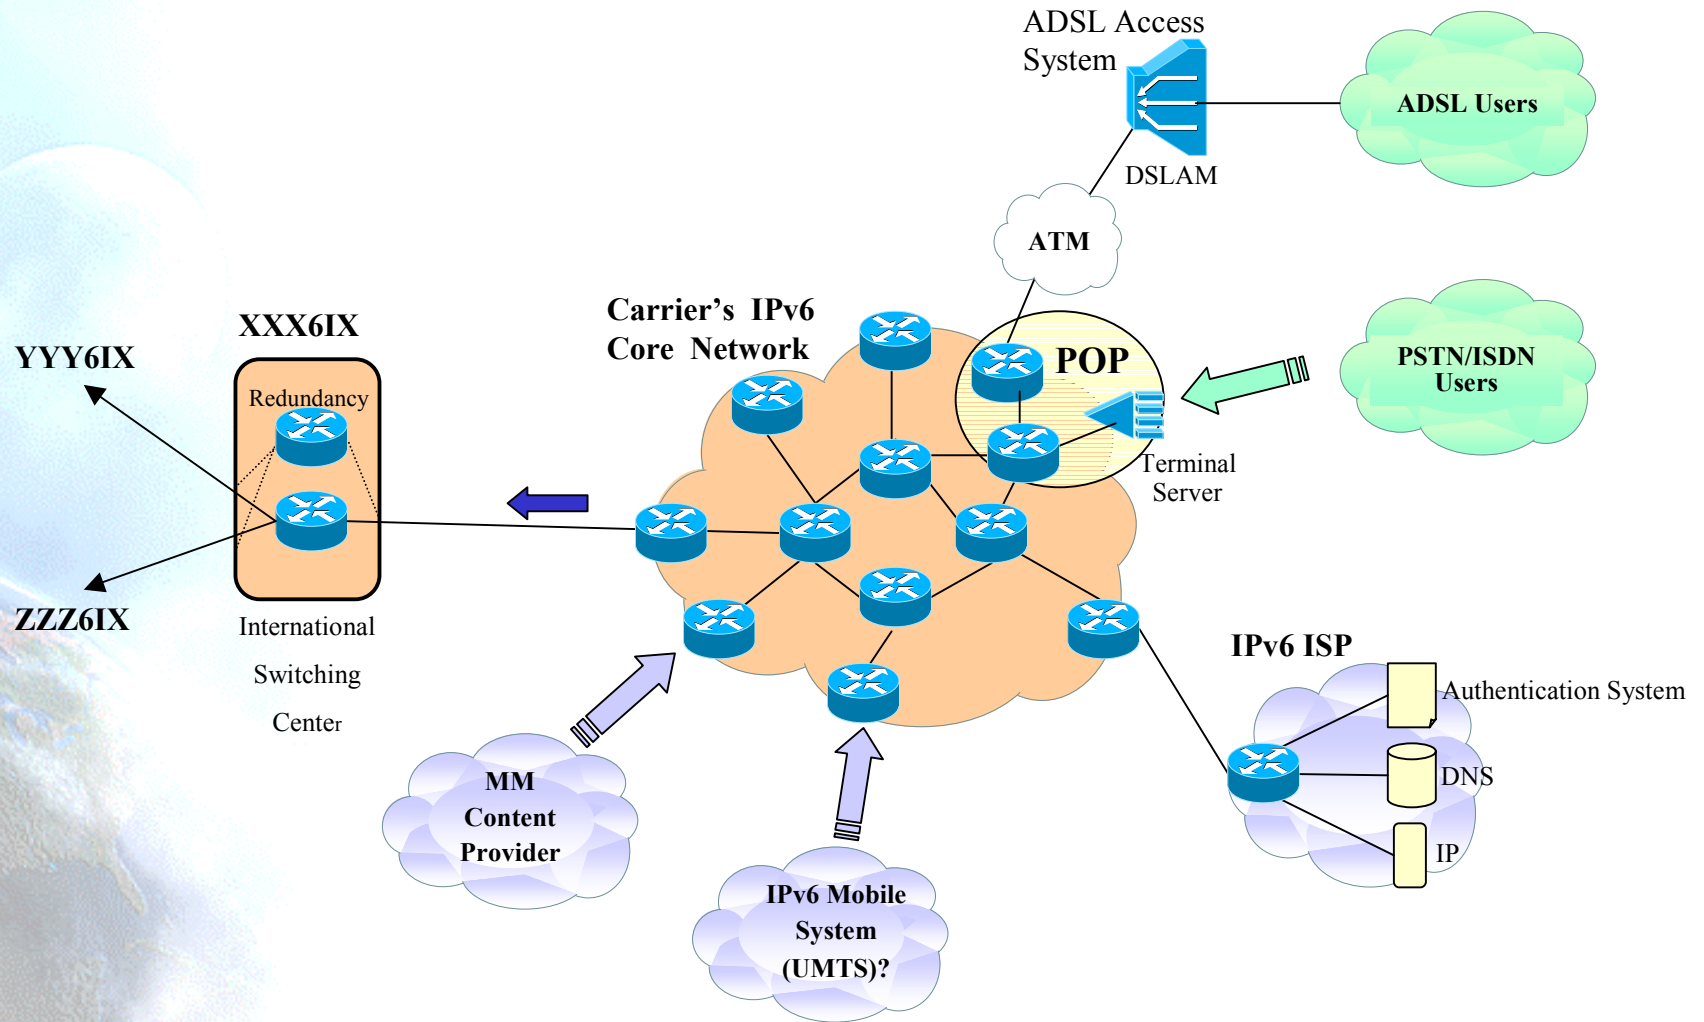 ADSL Access
System
ADSL Users
DSLAM
ATM
Carrier’s IPv6
Core Network
XXX6IX
YYY6IX
Redundancy
POP
PSTN/ISDN
Users
Terminal
Server
ZZZ6IX
International
Switching
Center
IPv6 ISP
Authentication System
DNS
IP
MM
Content
Provider
IPv6 Mobile
System
(UMTS)?